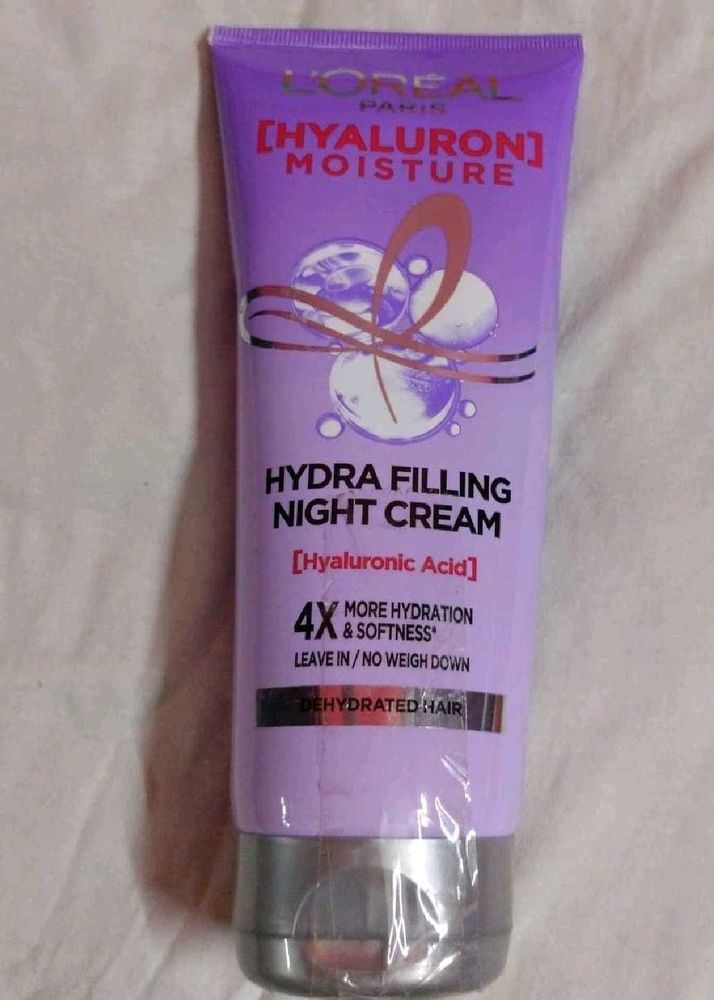 L'ORÉAL
PARIS
[HYALURON]
MOISTURE
HYDRA FILLING
NIGHT CREAM
[Hyaluronic Acid]
4X MORE HYDRATION
& SOFTNESS*
LEAVE IN / NO WEIGH DOWN
DEHYDRATED HAIR